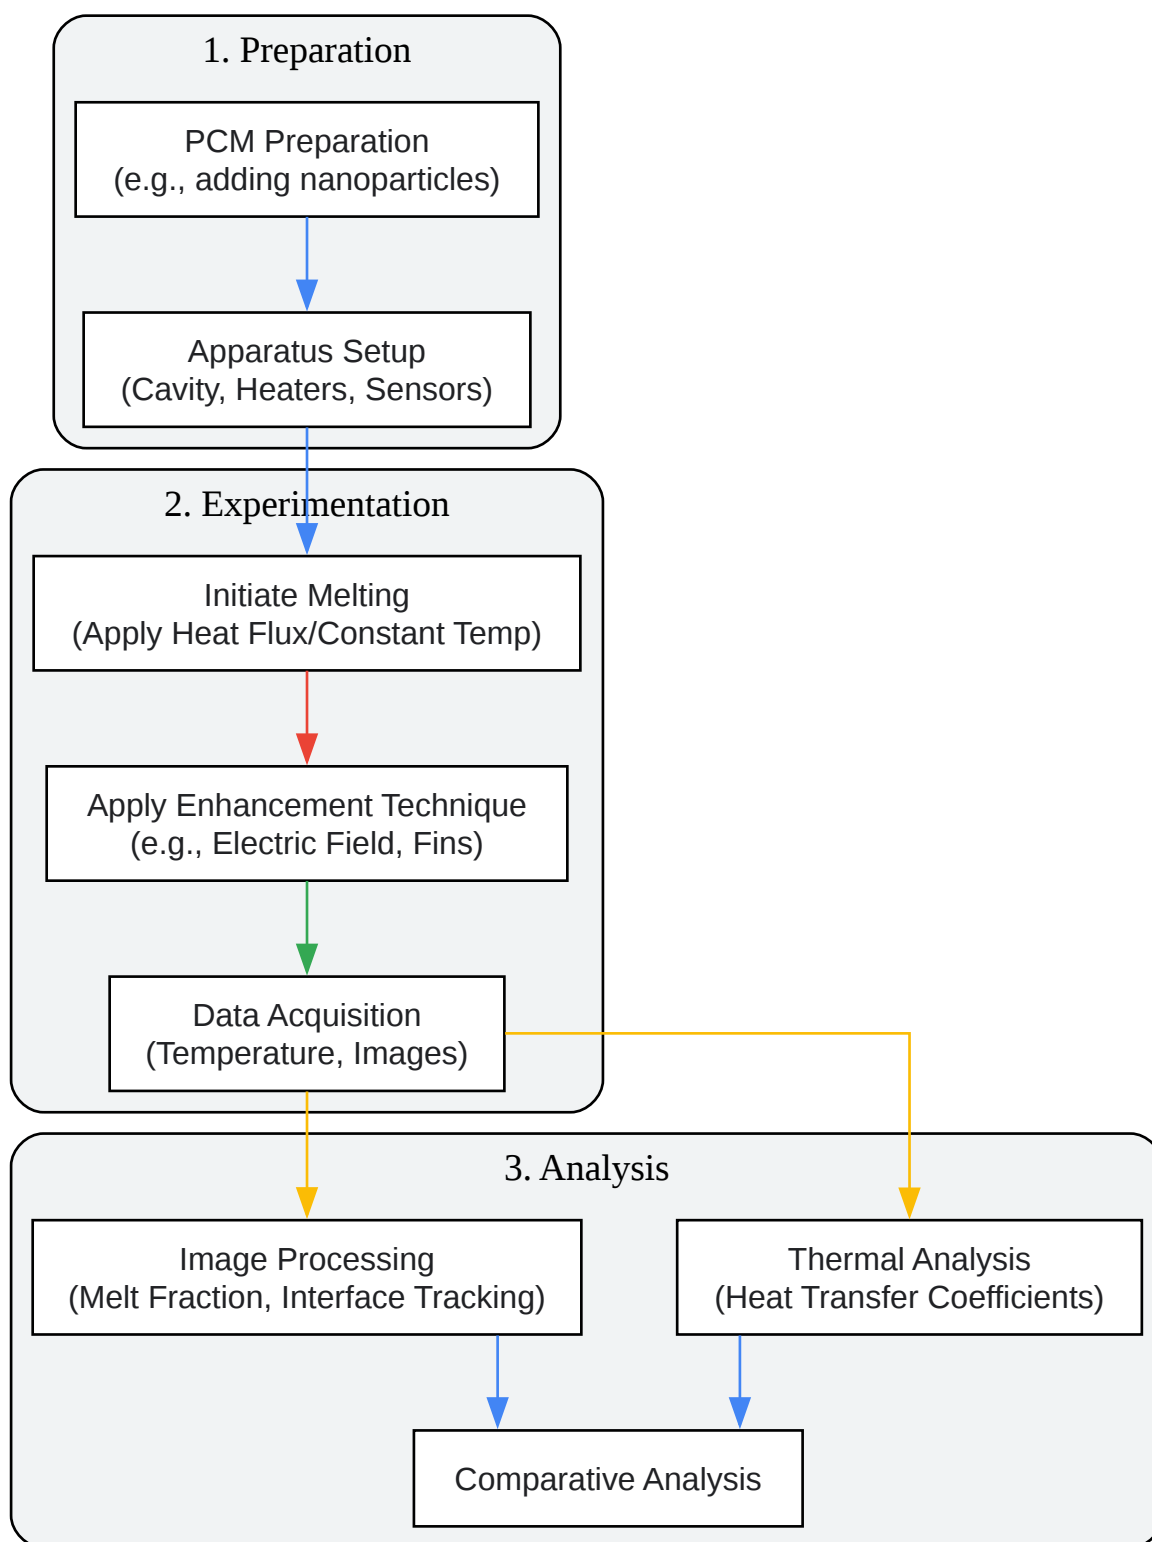 1. Preparation
PCM Preparation
(e.g., adding nanoparticles)
Apparatus Setup
(Cavity, Heaters, Sensors)
2. Experimentation
Initiate Melting
(Apply Heat Flux/Constant Temp)
Apply Enhancement Technique
(e.g., Electric Field, Fins)
Data Acquisition
(Temperature, Images)
3. Analysis
Image Processing
(Melt Fraction, Interface Tracking)
Thermal Analysis
(Heat Transfer Coefficients)
Comparative Analysis